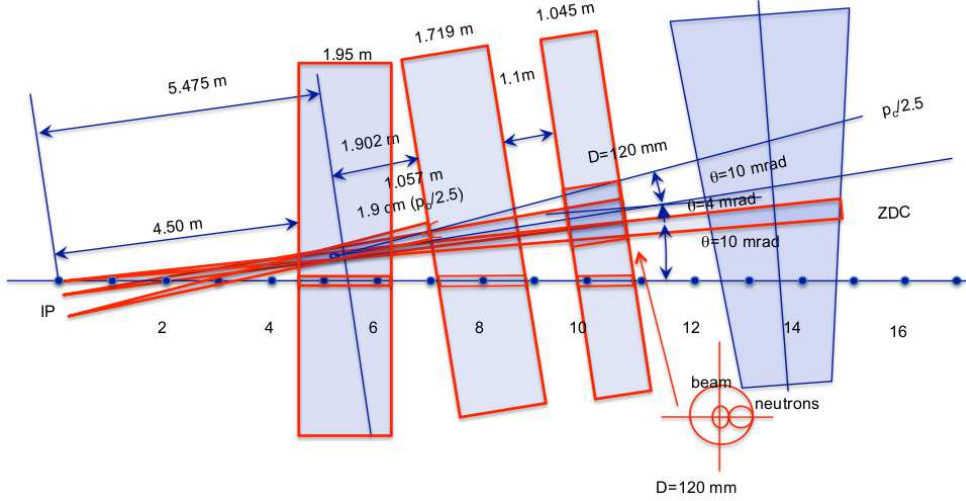 1.045 m
1.719 m
1.95 m
5.475 m
1.1m
p₀/2.5
1.902 m
D=120 mm
θ=10 mrad
1.057 m
1.9 cm (p₀/2.5)
θ=4 mrad
4.50 m
ZDC
θ=10 mrad
IP
2
4
6
8
10
12
14
16
beam
neutrons
D=120 mm